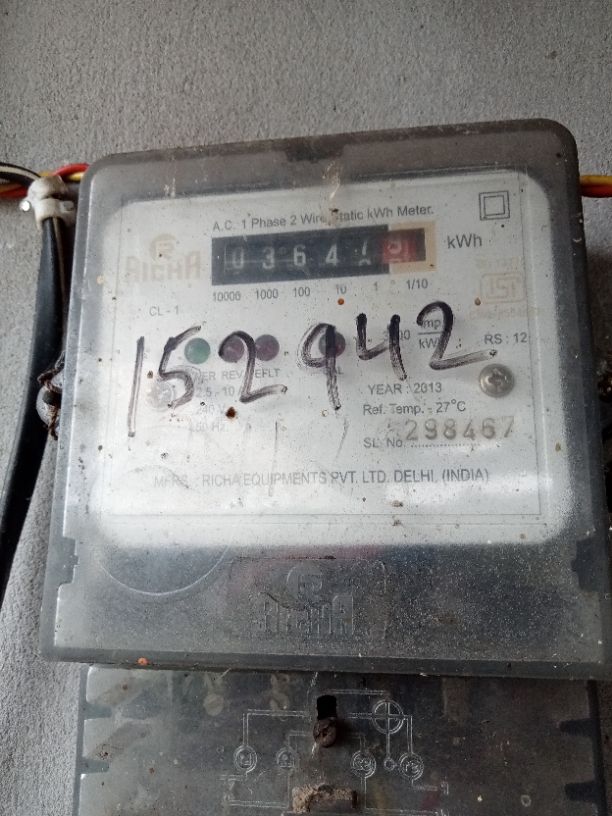 A.C. 1 Phase 2 Wire Static kWh Meter.
RICHA
03647 kWh
10000 1000 100 10 1 1/10
CL - 1
152942
RS : 12
YEAR : 2013
Ref. Temp. - 27°C
SL. No. 298467
MFRS : RICHA EQUIPMENTS PVT. LTD. DELHI, (INDIA)
RICHA